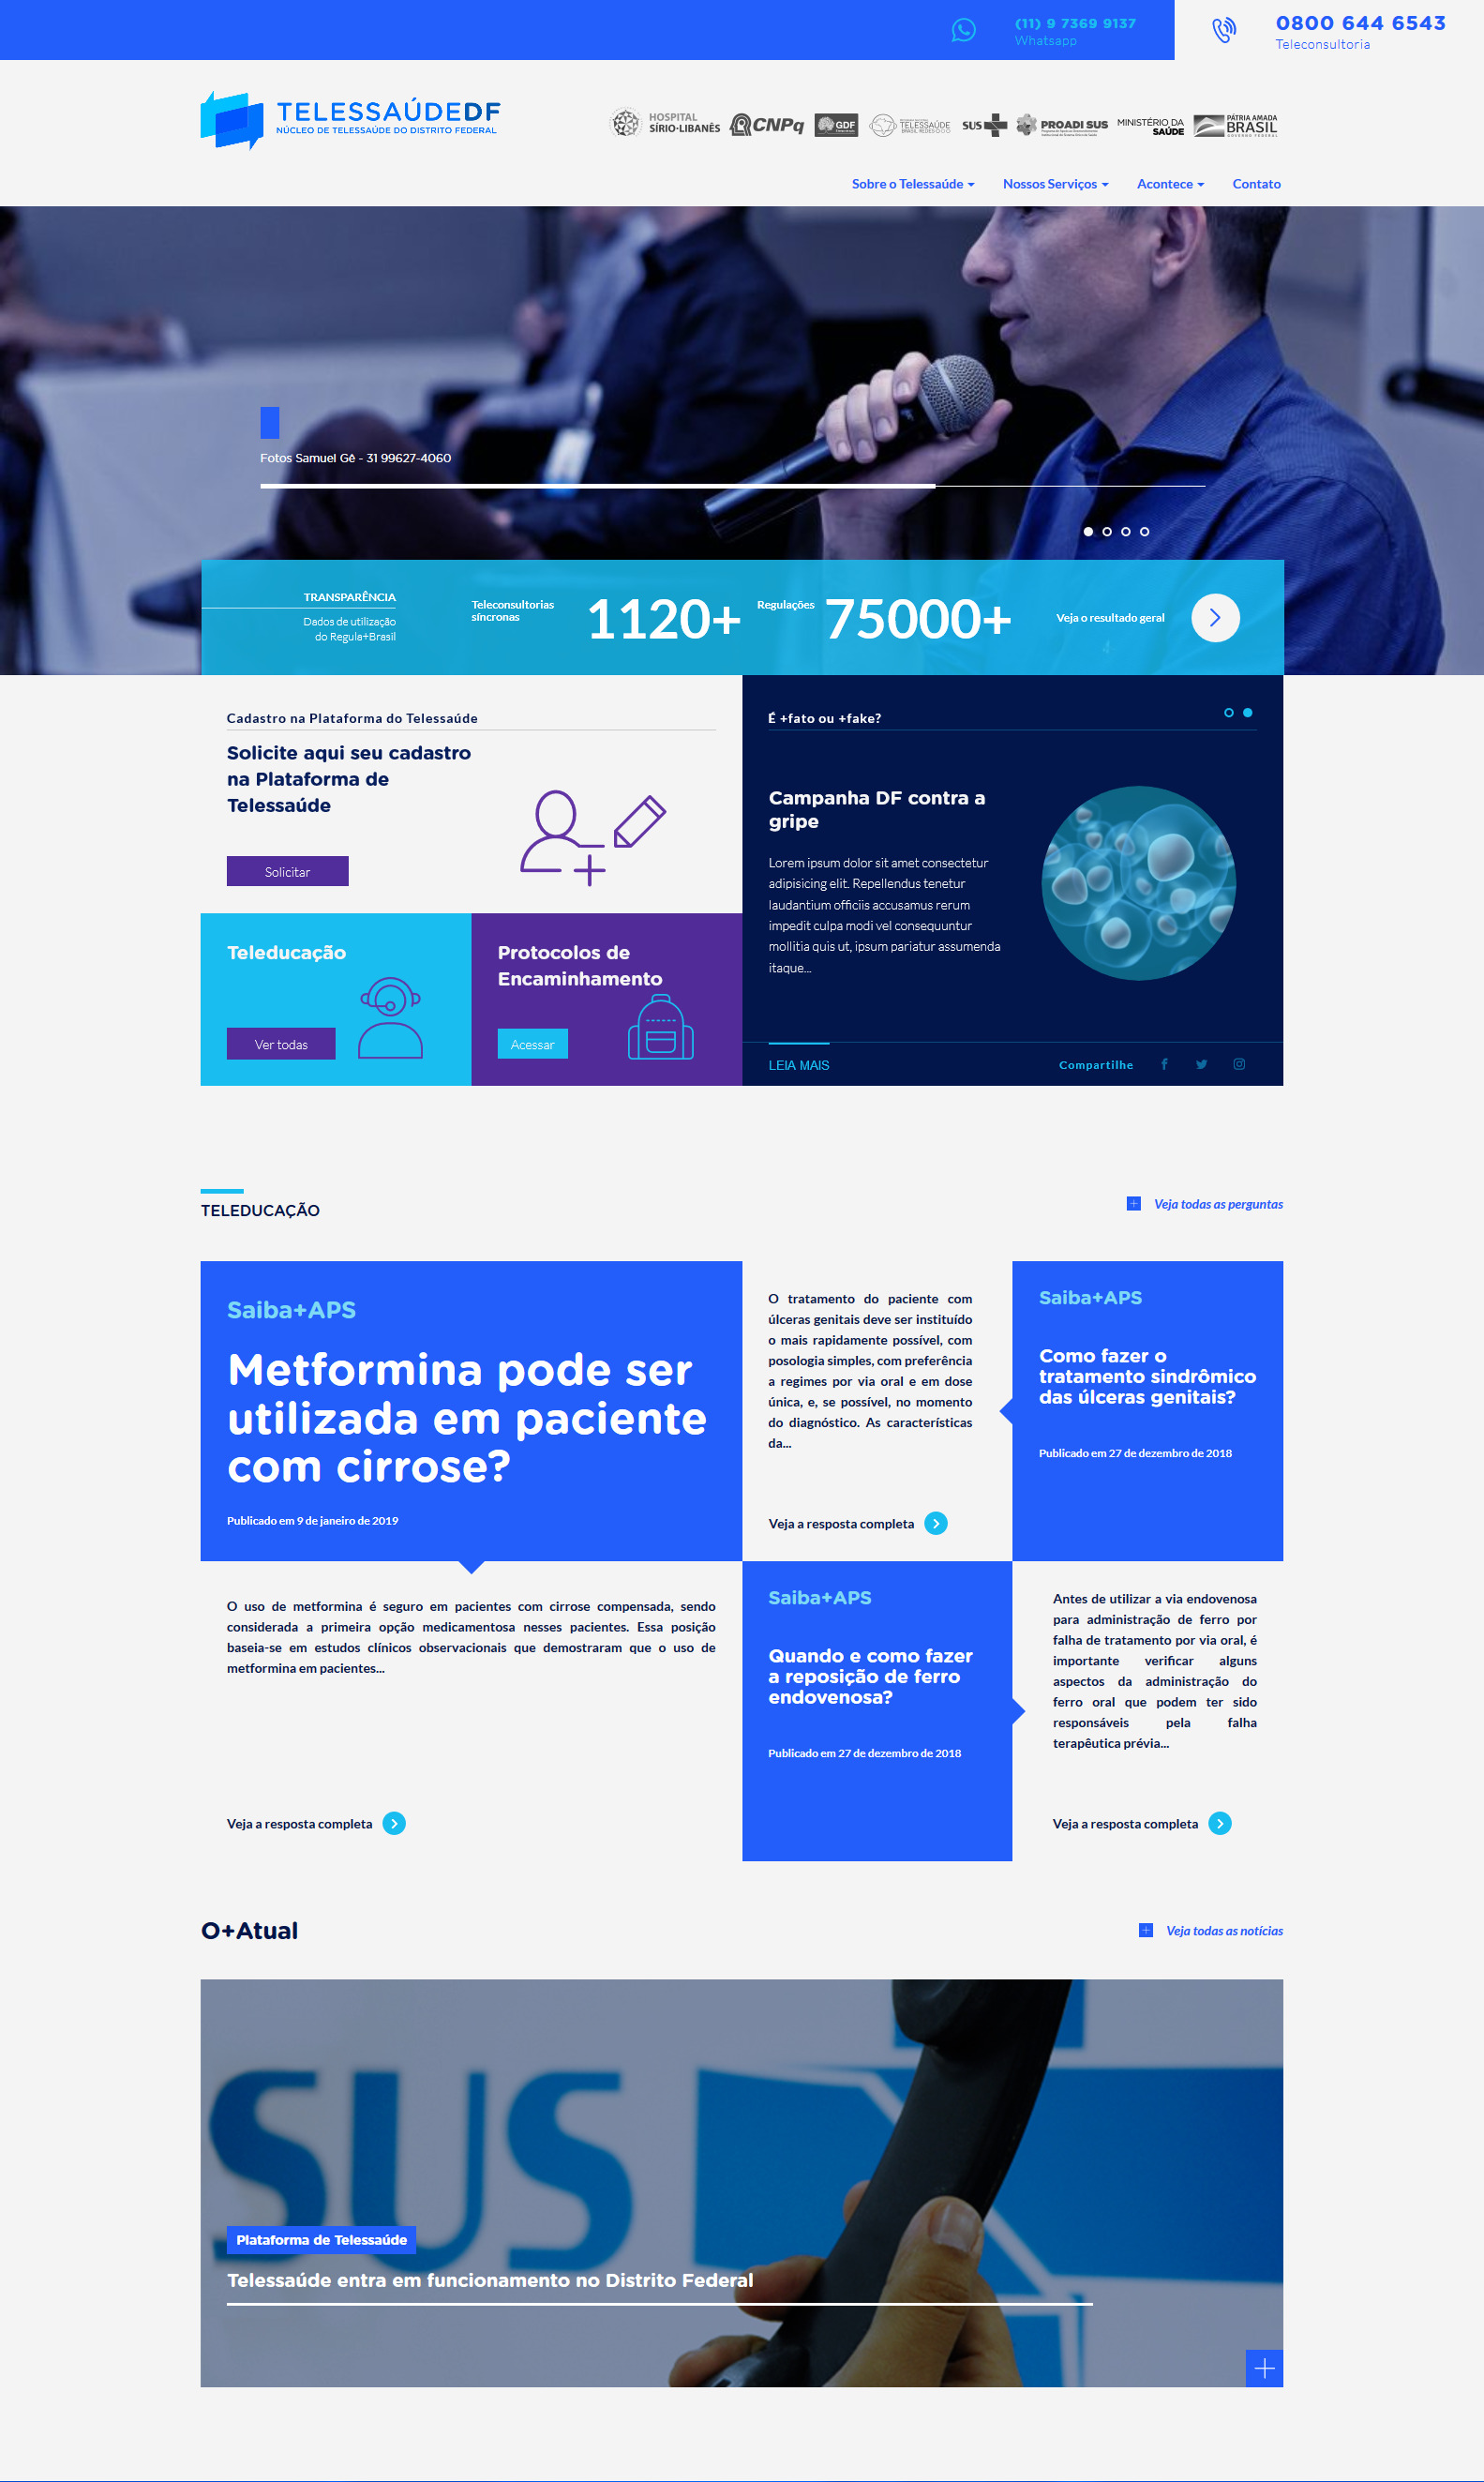 (11) 9 7369 9137
Whatsapp
0800 644 6543
Teleconsultoria
TELESSAÚDEDF
NÚCLEO DE TELESSAÚDE DO DISTRITO FEDERAL
HOSPITAL
SÍRIO-LIBANÊS
CNPq
GDF
TELESSAÚDE
SUS
PROADI SUS
MINISTÉRIO DA
SAÚDE
PÁTRIA AMADA
BRASIL
GOVERNO FEDERAL
Sobre o Telessaúde
Nossos Serviços
Acontece
Contato
Fotos Samuel Gê - 31 99627-4060
TRANSPARÊNCIA
Dados de utilização
do Regula+Brasil
Teleconsultorias
síncronas
1120+
Regulações
75000+
Veja o resultado geral
Cadastro na Plataforma do Telessaúde
Solicite aqui seu cadastro
na Plataforma de
Telessaúde
Solicitar
Teleducação
Ver todas
Protocolos de
Encaminhamento
Acessar
É +fato ou +fake?
Campanha DF contra a
gripe
Lorem ipsum dolor sit amet consectetur
adipisicing elit. Repellendus tenetur
laudantium officiis accusamus rerum
impedit culpa modi vel consequuntur
mollitia quis ut, ipsum pariatur assumenda
itaque...
LEIA MAIS
Compartilhe
TELEDUCAÇÃO
Veja todas as perguntas
Saiba+APS
Metformina pode ser
utilizada em paciente
com cirrose?
Publicado em 9 de janeiro de 2019
O uso de metformina é seguro em pacientes com cirrose compensada, sendo
considerada a primeira opção medicamentosa nesses pacientes. Essa posição
baseia-se em estudos clínicos observacionais que demostraram que o uso de
metformina em pacientes...
Veja a resposta completa
O tratamento do paciente com
úlceras genitais deve ser instituído
o mais rapidamente possível, com
posologia simples, com preferência
a regimes por via oral e em dose
única, e, se possível, no momento
do diagnóstico. As características
da...
Veja a resposta completa
Saiba+APS
Como fazer o
tratamento sindrômico
das úlceras genitais?
Publicado em 27 de dezembro de 2018
Saiba+APS
Quando e como fazer
a reposição de ferro
endovenosa?
Publicado em 27 de dezembro de 2018
Antes de utilizar a via endovenosa
para administração de ferro por
falha de tratamento por via oral, é
importante verificar alguns
aspectos da administração do
ferro oral que podem ter sido
responsáveis pela falha
terapêutica prévia...
Veja a resposta completa
O+Atual
Veja todas as notícias
SUS
Plataforma de Telessaúde
Telessaúde entra em funcionamento no Distrito Federal